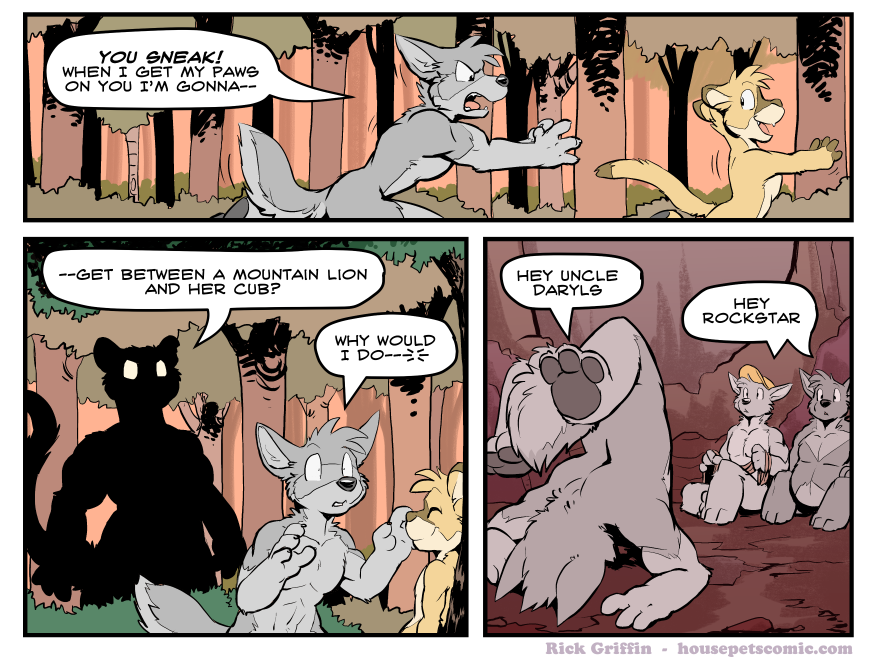 YOU SNEAK!
WHEN I GET MY PAWS
ON YOU I'M GONNA--
--GET BETWEEN A MOUNTAIN LION
AND HER CUB?
WHY WOULD
I DO---
HEY UNCLE
DARYLS
HEY
ROCKSTAR
Rick Griffin - housepetscomic.com